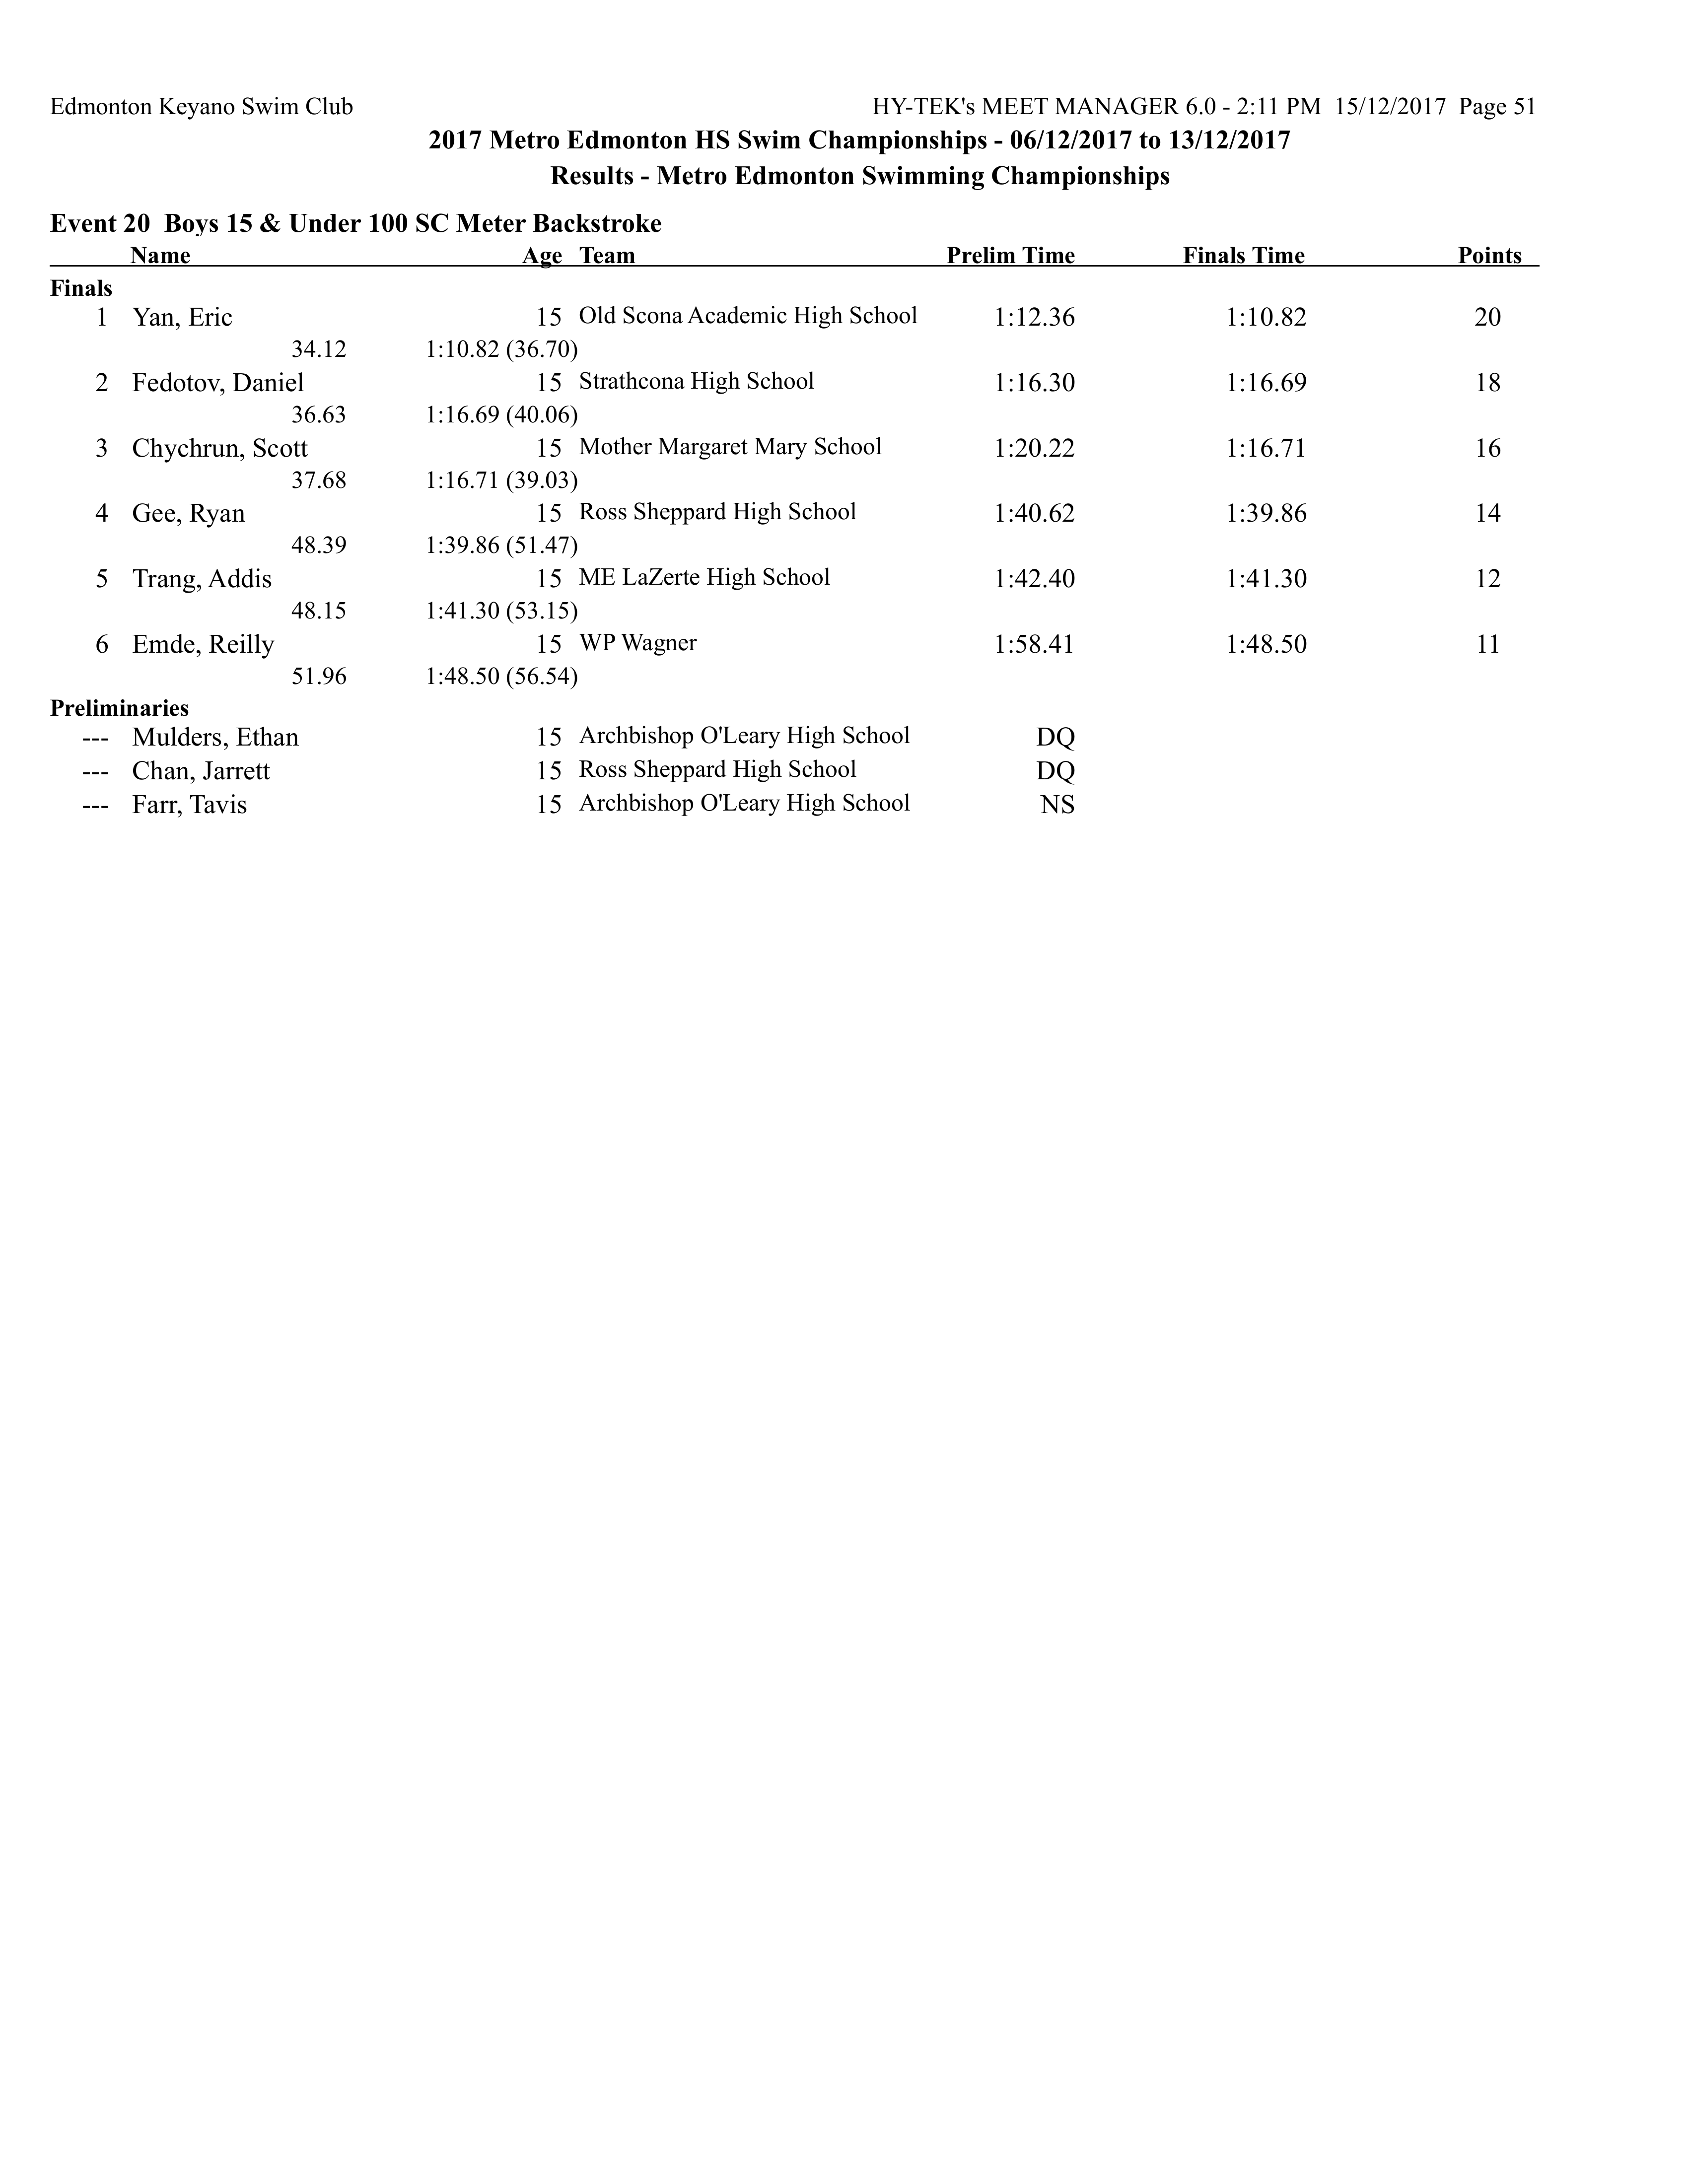 Edmonton Keyano Swim Club HY-TEK's MEET MANAGER 6.0 - 2:11 PM 15/12/2017 Page 51
2017 Metro Edmonton HS Swim Championships - 06/12/2017 to 13/12/2017
Results - Metro Edmonton Swimming Championships
Event 20 Boys 15 & Under 100 SC Meter Backstroke
Name Age Team Prelim Time Finals Time Points
Finals
1 Yan, Eric 15 Old Scona Academic High School 1:12.36 1:10.82 20
34.12 1:10.82 (36.70)
2 Fedotov, Daniel 15 Strathcona High School 1:16.30 1:16.69 18
36.63 1:16.69 (40.06)
3 Chychrun, Scott 15 Mother Margaret Mary School 1:20.22 1:16.71 16
37.68 1:16.71 (39.03)
4 Gee, Ryan 15 Ross Sheppard High School 1:40.62 1:39.86 14
48.39 1:39.86 (51.47)
5 Trang, Addis 15 ME LaZerte High School 1:42.40 1:41.30 12
48.15 1:41.30 (53.15)
6 Emde, Reilly 15 WP Wagner 1:58.41 1:48.50 11
51.96 1:48.50 (56.54)
Preliminaries
--- Mulders, Ethan 15 Archbishop O'Leary High School DQ
--- Chan, Jarrett 15 Ross Sheppard High School DQ
--- Farr, Tavis 15 Archbishop O'Leary High School NS